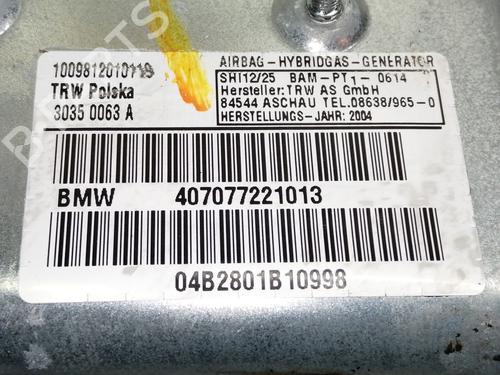 1009812010119
TRW Polska
3035 0063 A
AIRBAG - HYBRIDGAS - GENERATOR
SHI12/25 BAM - PT1 - 0614
Hersteller: TRW AS GmbH
84544 ASCHAU TEL.08638/965-0
HERSTELLUNGS - JAHR: 2004
BMW 407077221013
04B2801B10998